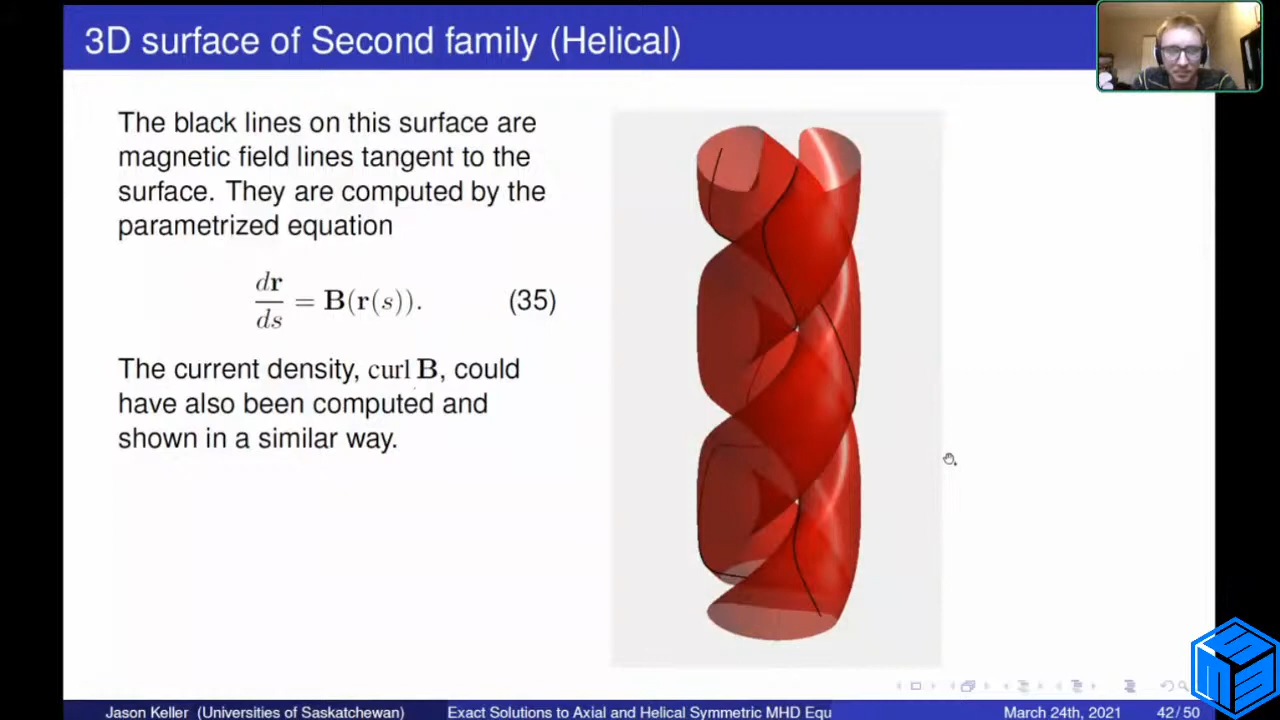 3D surface of Second family (Helical)
The black lines on this surface are
magnetic field lines tangent to the
surface. They are computed by the
parametrized equation
dr/ds = B(r(s)). (35)
The current density, curl B, could
have also been computed and
shown in a similar way.
Jason Keller (Universities of Saskatchewan) Exact Solutions to Axial and Helical Symmetric MHD Equ March 24th, 2021 42/50